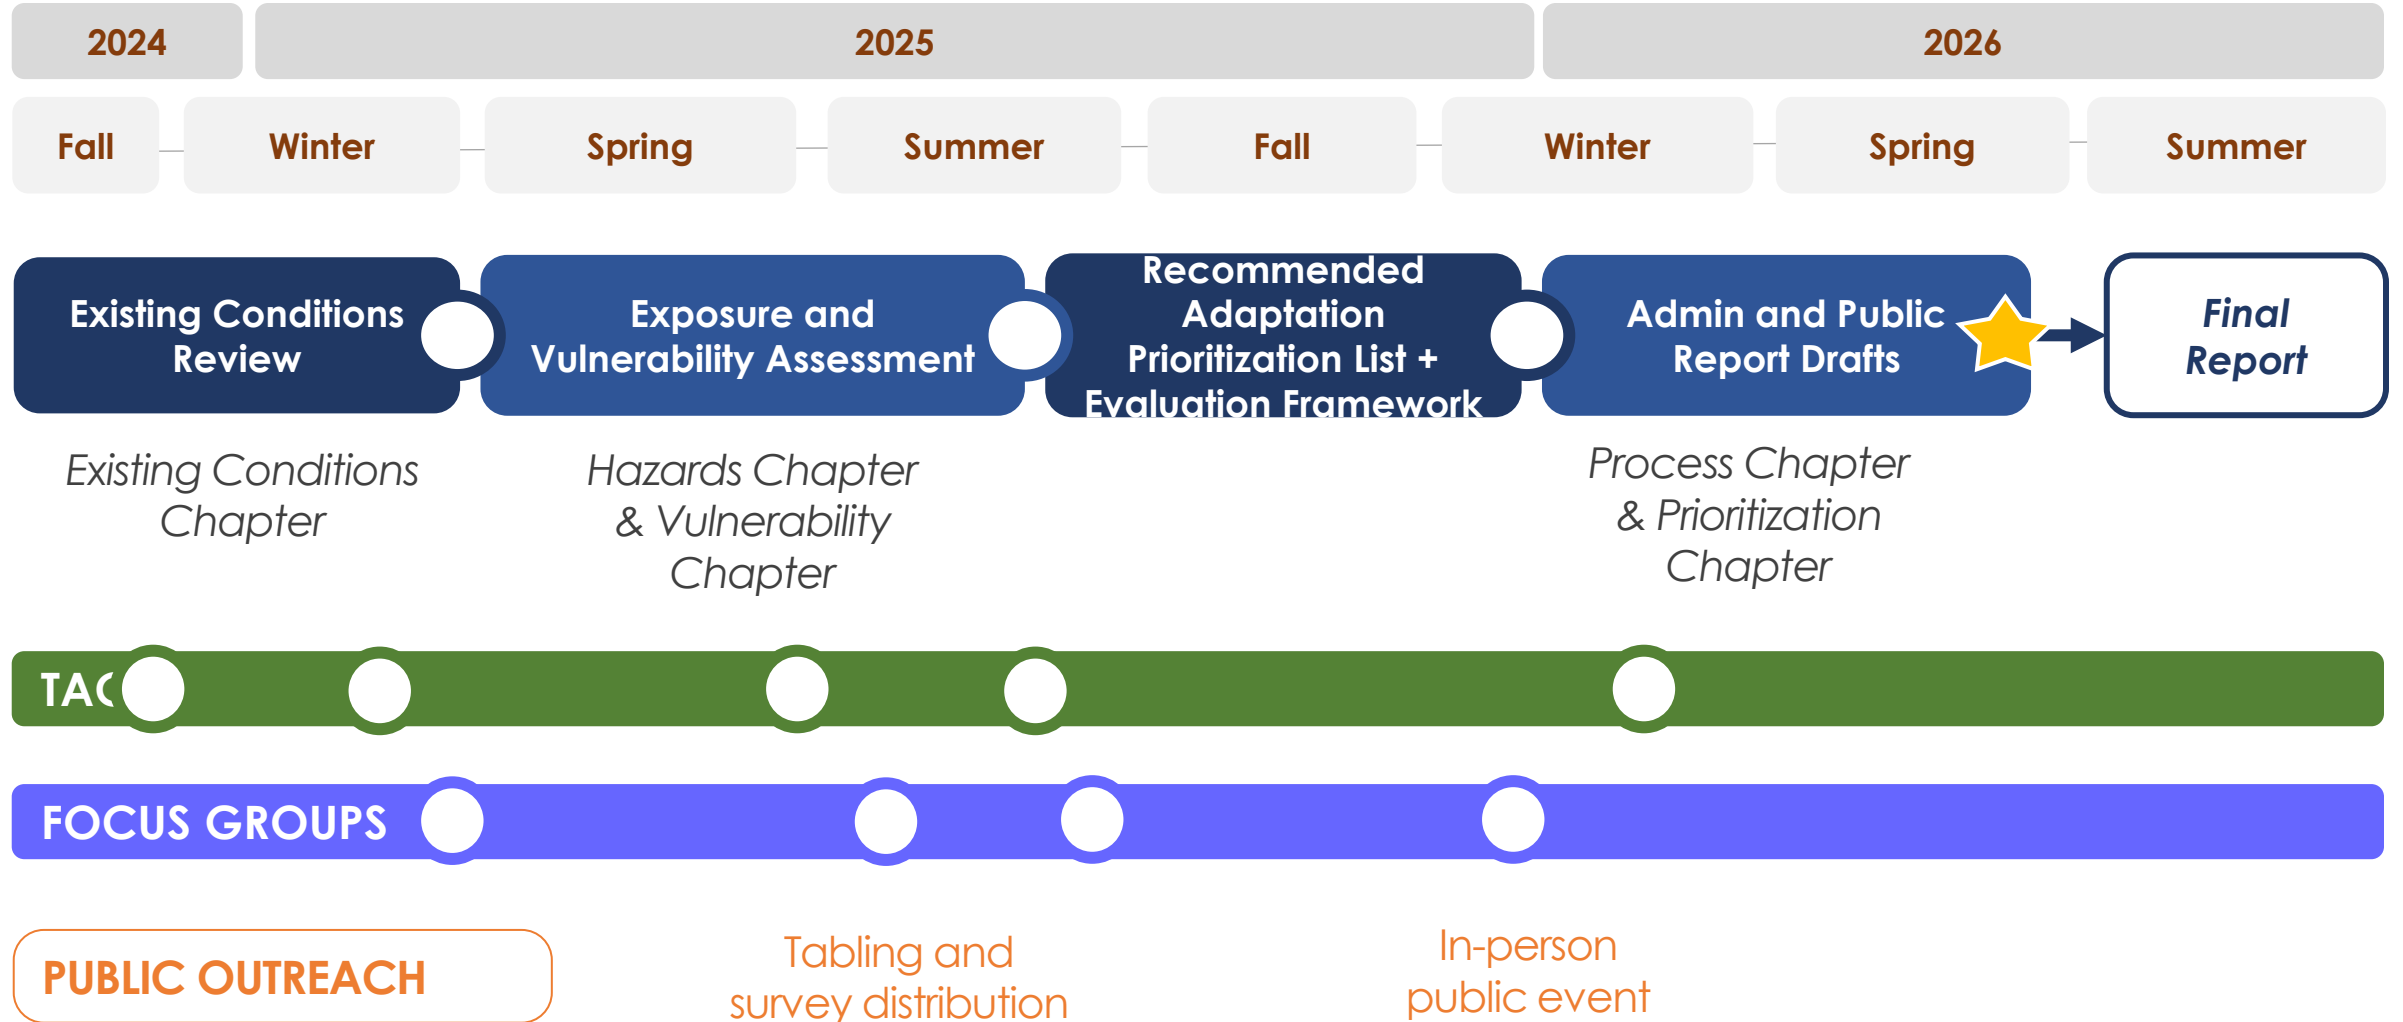 2024
2025
2026
Fall
Winter
Spring
Summer
Fall
Winter
Spring
Summer
Existing Conditions
Review
Exposure and
Vulnerability Assessment
Recommended
Adaptation
Prioritization List +
Evaluation Framework
Admin and Public
Report Drafts
Final
Report
Existing Conditions
Chapter
Hazards Chapter
& Vulnerability
Chapter
Process Chapter
& Prioritization
Chapter
TAC
FOCUS GROUPS
PUBLIC OUTREACH
Tabling and
survey distribution
In-person
public event